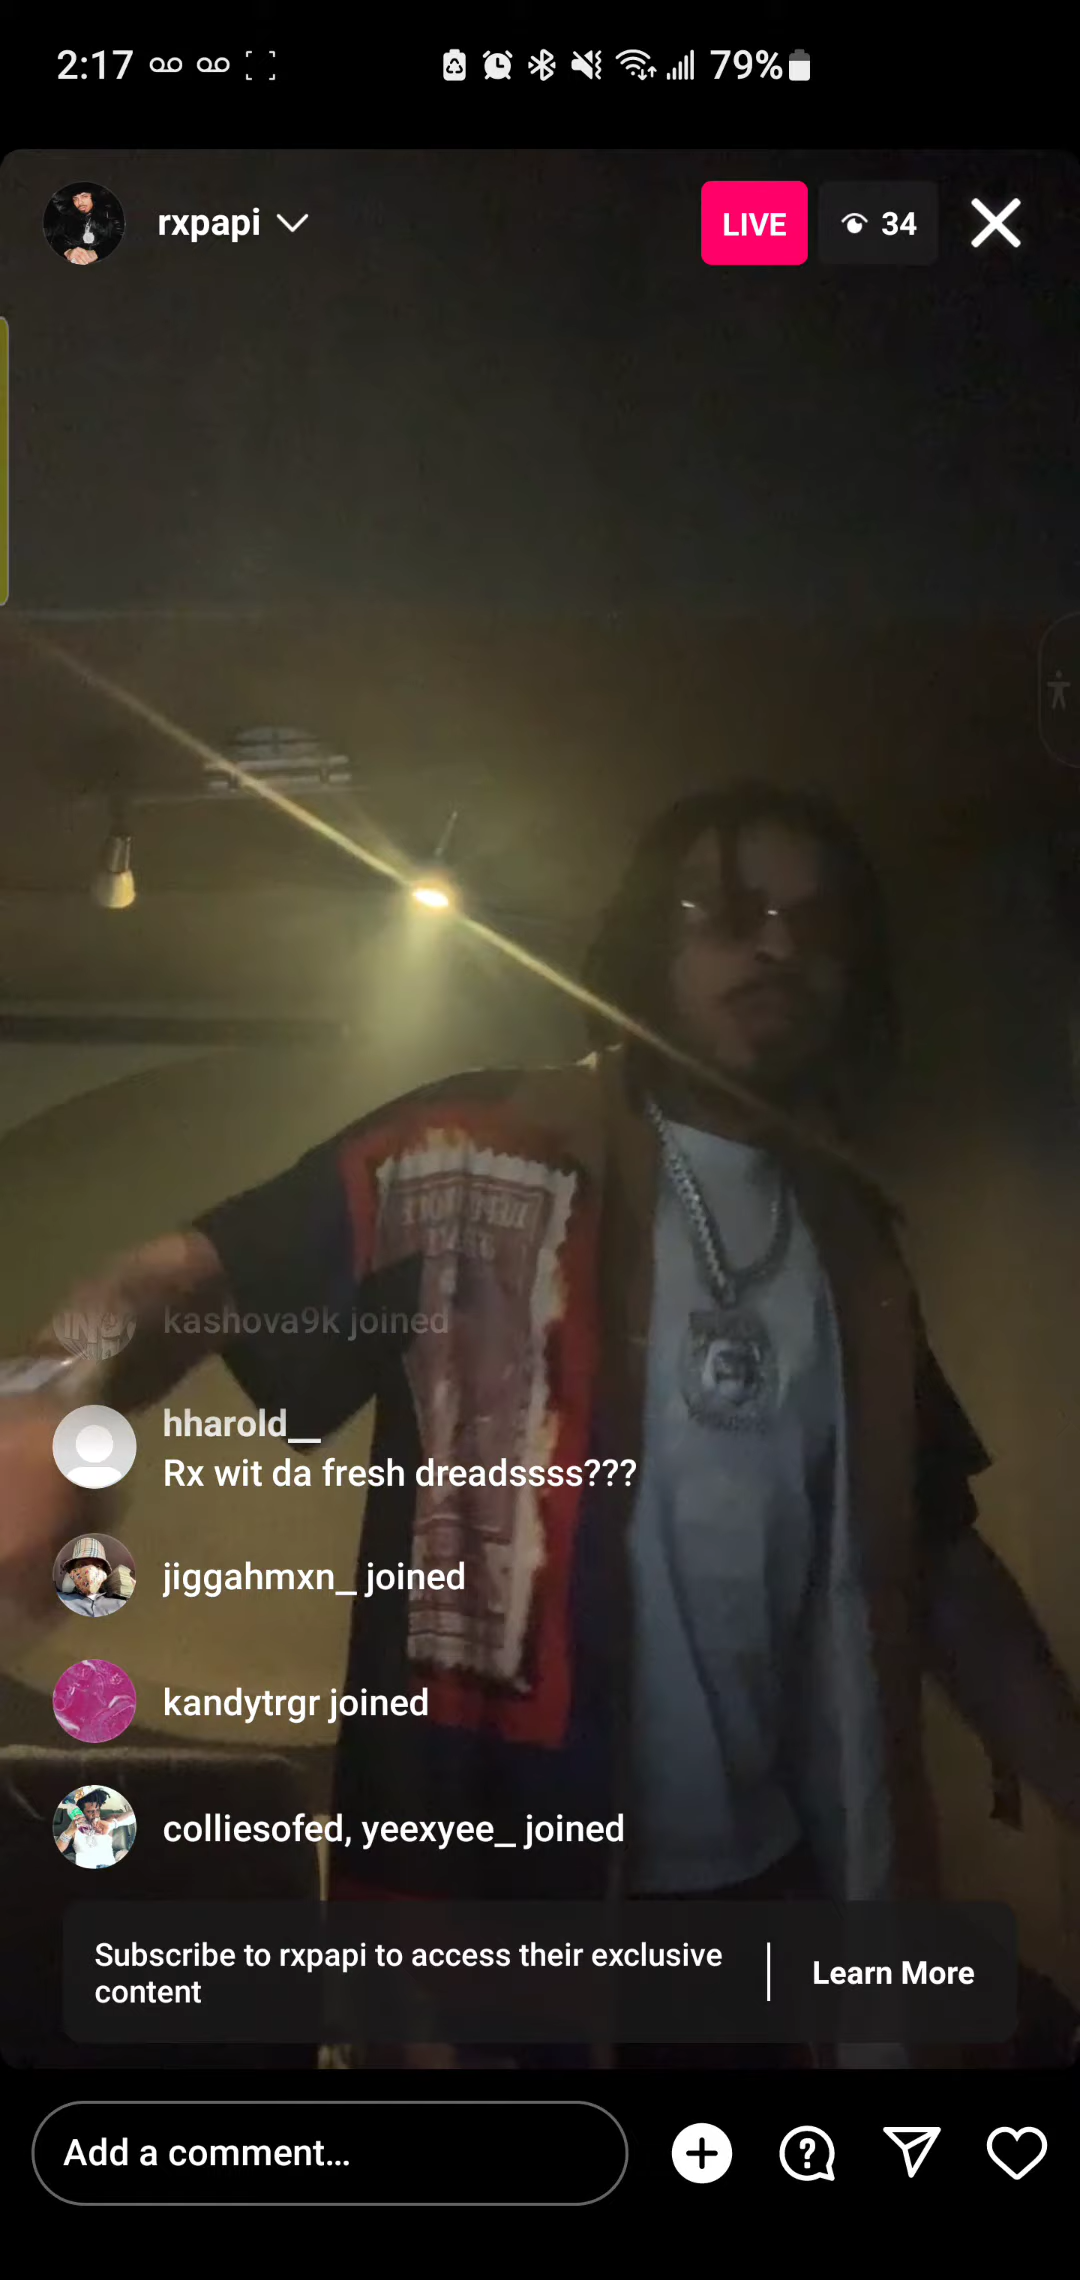 2:17
79%
rxpapi
LIVE
34
kashova9k joined
hharold__
Rx wit da fresh dreadssss???
jiggahmxn_ joined
kandytrgr joined
colliesofed, yeexyee_ joined
Subscribe to rxpapi to access their exclusive
content
Learn More
Add a comment...